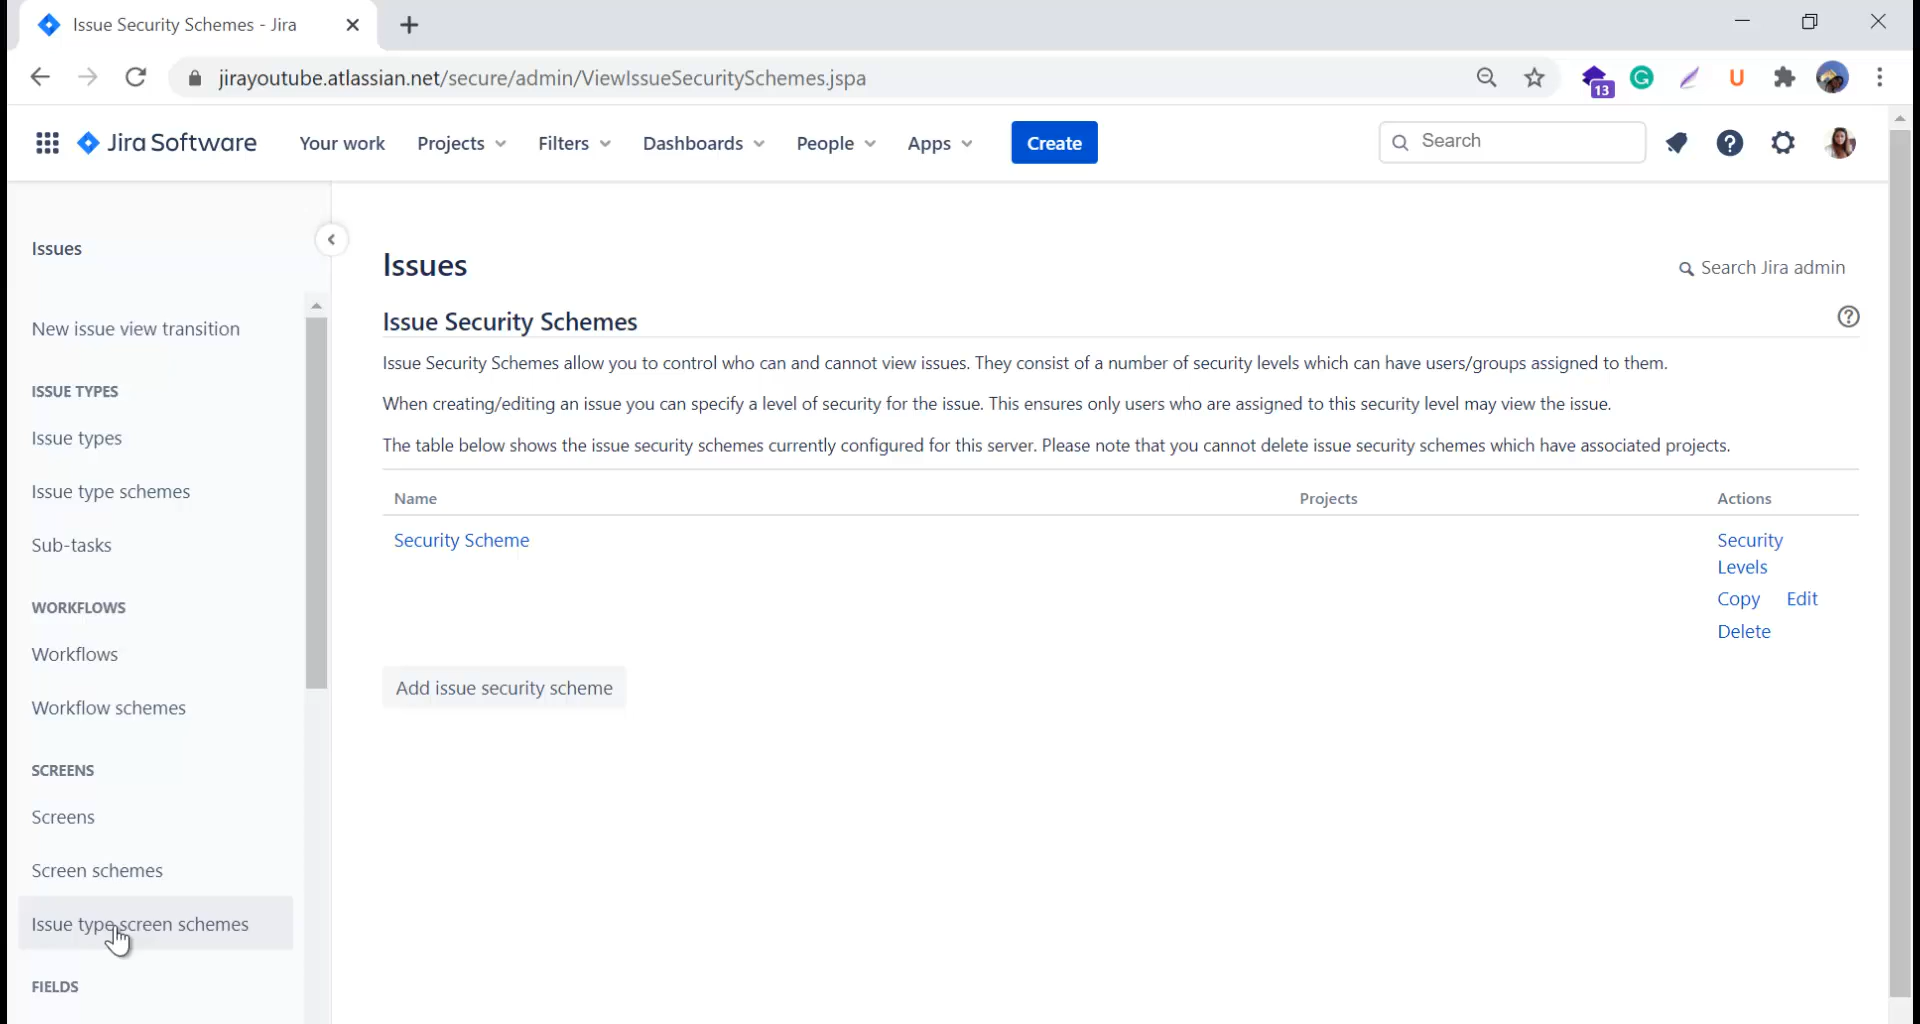 Issue Security Schemes - Jira
jirayoutube.atlassian.net/secure/admin/ViewIssueSecuritySchemes.jspa
13
G
U
Jira Software
Your work
Projects
Filters
Dashboards
People
Apps
Create
Search
?
Issues
New issue view transition
ISSUE TYPES
Issue types
Issue type schemes
Sub-tasks
WORKFLOWS
Workflows
Workflow schemes
SCREENS
Screens
Screen schemes
Issue type screen schemes
FIELDS
Issues
Search Jira admin
Issue Security Schemes
?
Issue Security Schemes allow you to control who can and cannot view issues. They consist of a number of security levels which can have users/groups assigned to them.
When creating/editing an issue you can specify a level of security for the issue. This ensures only users who are assigned to this security level may view the issue.
The table below shows the issue security schemes currently configured for this server. Please note that you cannot delete issue security schemes which have associated projects.
Name Projects Actions
Security Scheme
Security
Levels
Copy Edit
Delete
Add issue security scheme